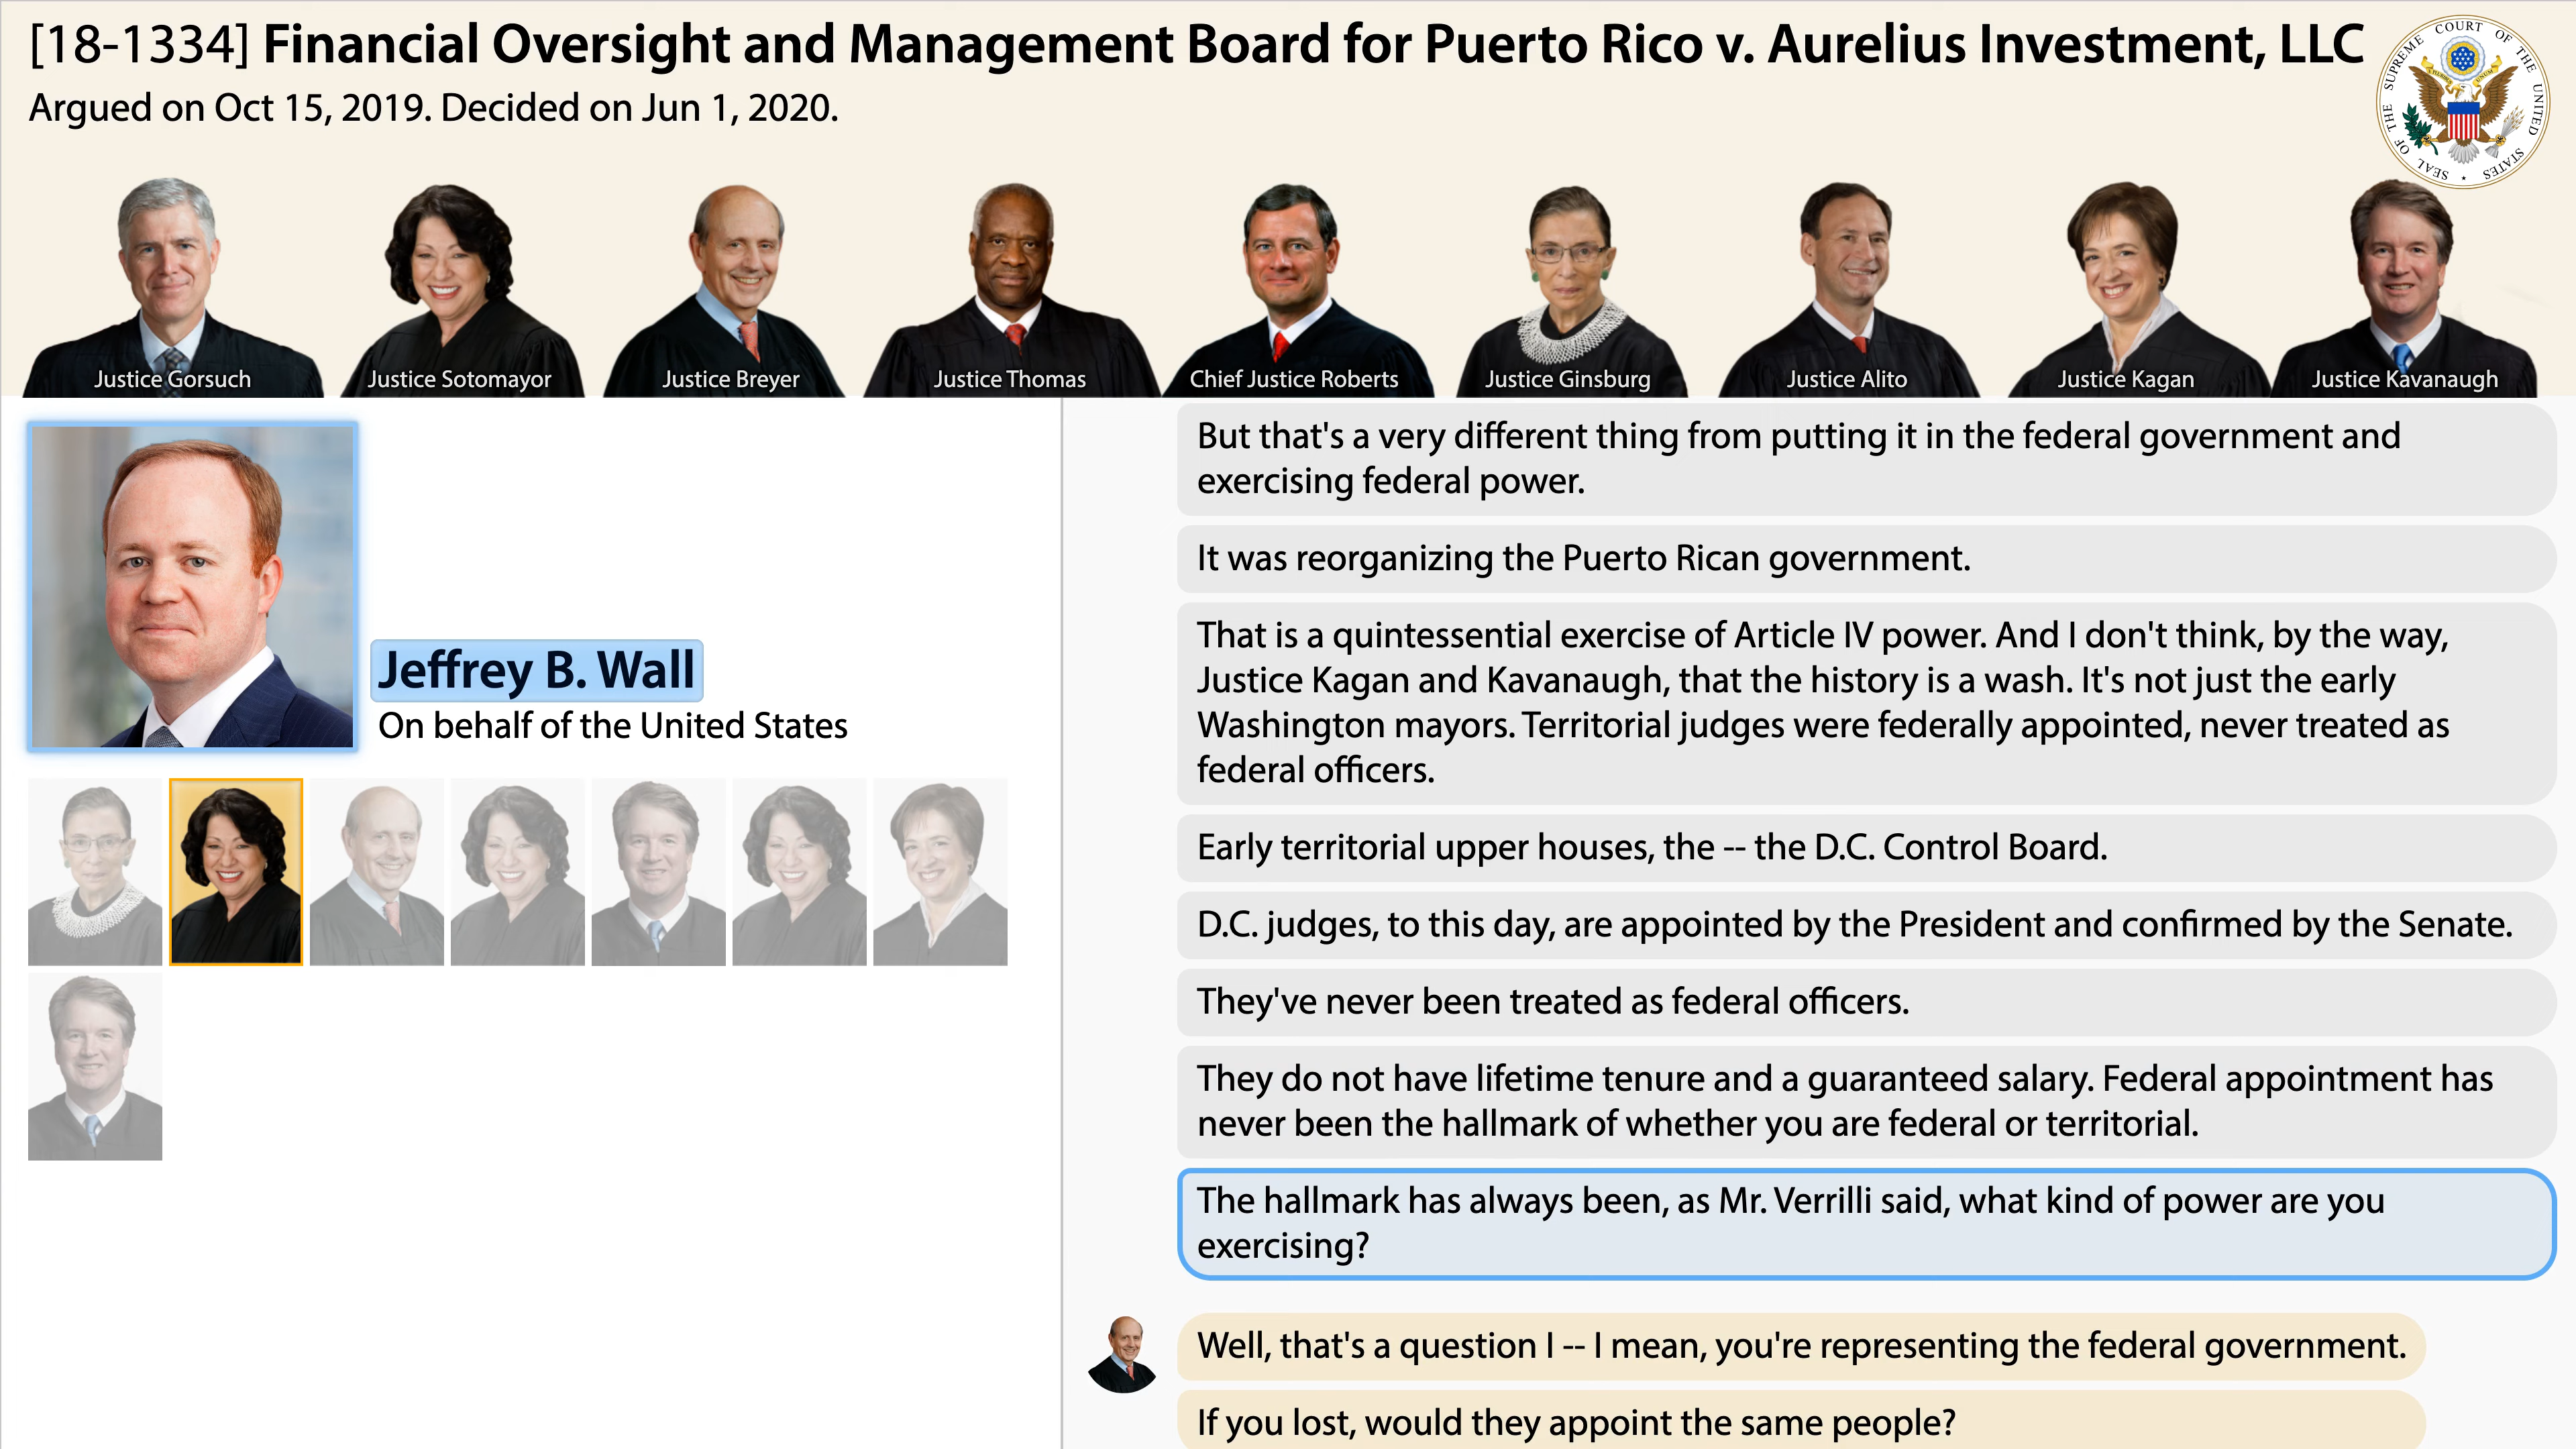 [18-1334] Financial Oversight and Management Board for Puerto Rico v. Aurelius Investment, LLC
Argued on Oct 15, 2019. Decided on Jun 1, 2020.
SEAL OF THE SUPREME COURT OF THE UNITED STATES
Justice Gorsuch
Justice Sotomayor
Justice Breyer
Justice Thomas
Chief Justice Roberts
Justice Ginsburg
Justice Alito
Justice Kagan
Justice Kavanaugh
Jeffrey B. Wall
On behalf of the United States
But that's a very different thing from putting it in the federal government and
exercising federal power.
It was reorganizing the Puerto Rican government.
That is a quintessential exercise of Article IV power. And I don't think, by the way,
Justice Kagan and Kavanaugh, that the history is a wash. It's not just the early
Washington mayors. Territorial judges were federally appointed, never treated as
federal officers.
Early territorial upper houses, the -- the D.C. Control Board.
D.C. judges, to this day, are appointed by the President and confirmed by the Senate.
They've never been treated as federal officers.
They do not have lifetime tenure and a guaranteed salary. Federal appointment has
never been the hallmark of whether you are federal or territorial.
The hallmark has always been, as Mr. Verrilli said, what kind of power are you
exercising?
Well, that's a question I -- I mean, you're representing the federal government.
If you lost, would they appoint the same people?